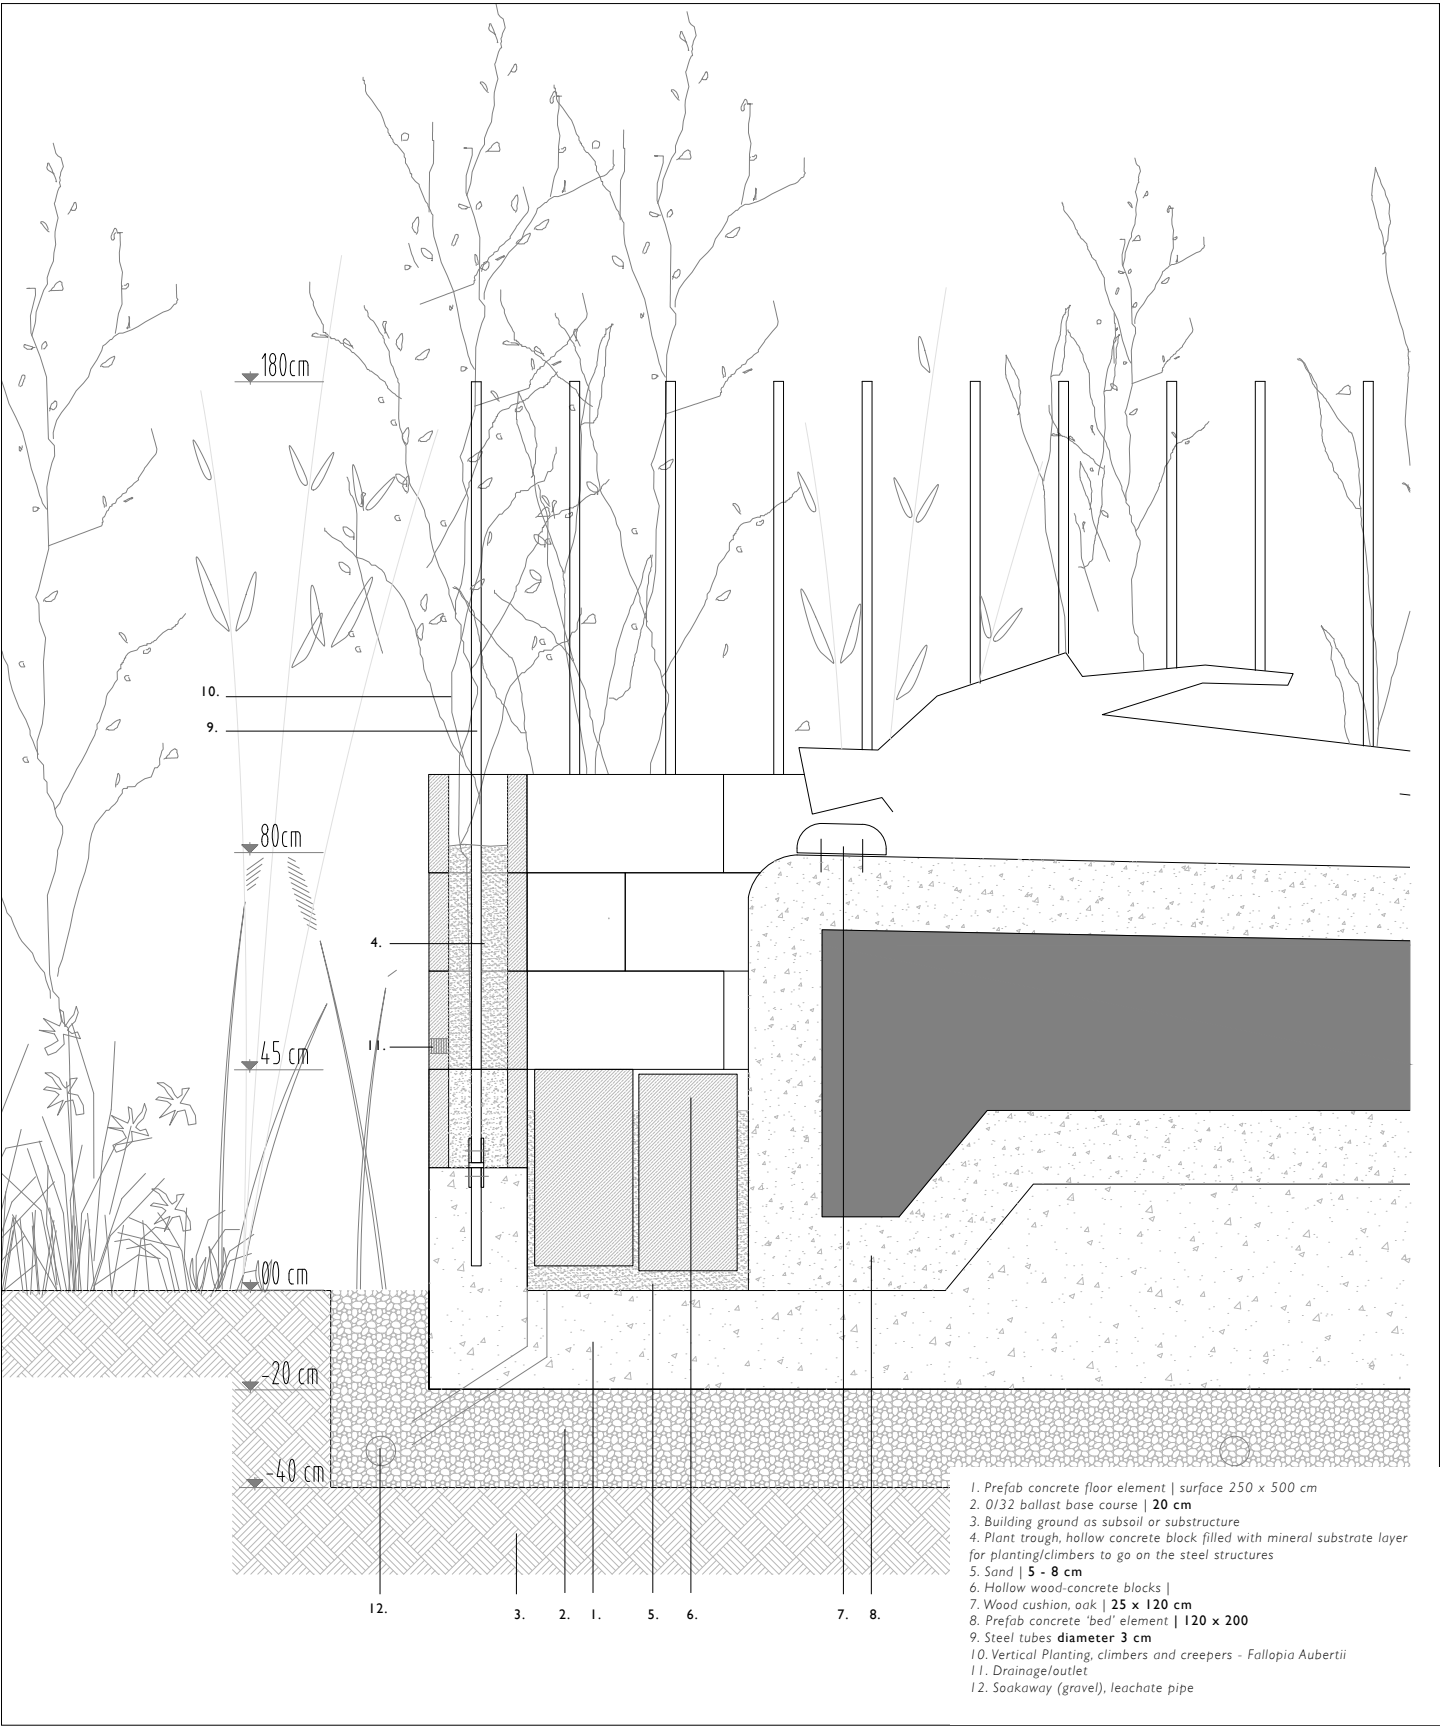 180cm
10.
9.
80cm
4.
11.
45 cm
00 cm
-20 cm
-40 cm
12.
3.
2.
1.
5.
6.
7.
8.
1. Prefab concrete floor element | surface 250 x 500 cm
2. 0/32 ballast base course | 20 cm
3. Building ground as subsoil or substructure
4. Plant trough, hollow concrete block filled with mineral substrate layer
for planting/climbers to go on the steel structures
5. Sand | 5 - 8 cm
6. Hollow wood-concrete blocks |
7. Wood cushion, oak | 25 x 120 cm
8. Prefab concrete 'bed' element | 120 x 200
9. Steel tubes diameter 3 cm
10. Vertical Planting, climbers and creepers - Fallopia Aubertii
11. Drainage/outlet
12. Soakaway (gravel), leachate pipe